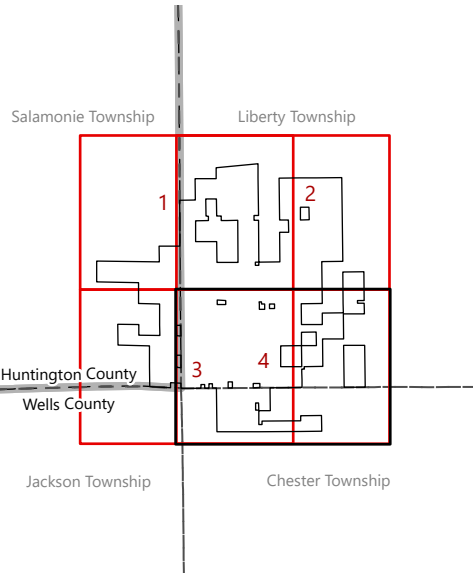 Salamonie Township
Liberty Township
1
2
3
4
Huntington County
Wells County
Jackson Township
Chester Township